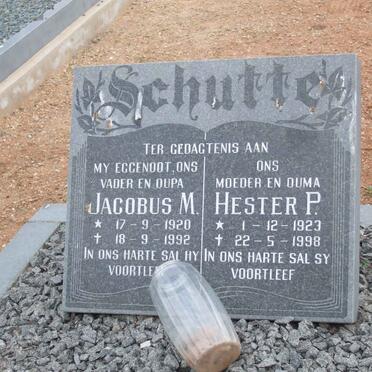 Schutte
TER GEDAGTENIS AAN
MY EGGENOOT, ONS
VADER EN OUPA
JACOBUS M.
★ 17-9-1920
✝ 18-9-1992
IN ONS HARTE SAL HY
VOORTLEEF
ONS
MOEDER EN OUMA
HESTER P.
★ 1-12-1923
✝ 22-5-1998
IN ONS HARTE SAL SY
VOORTLEEF